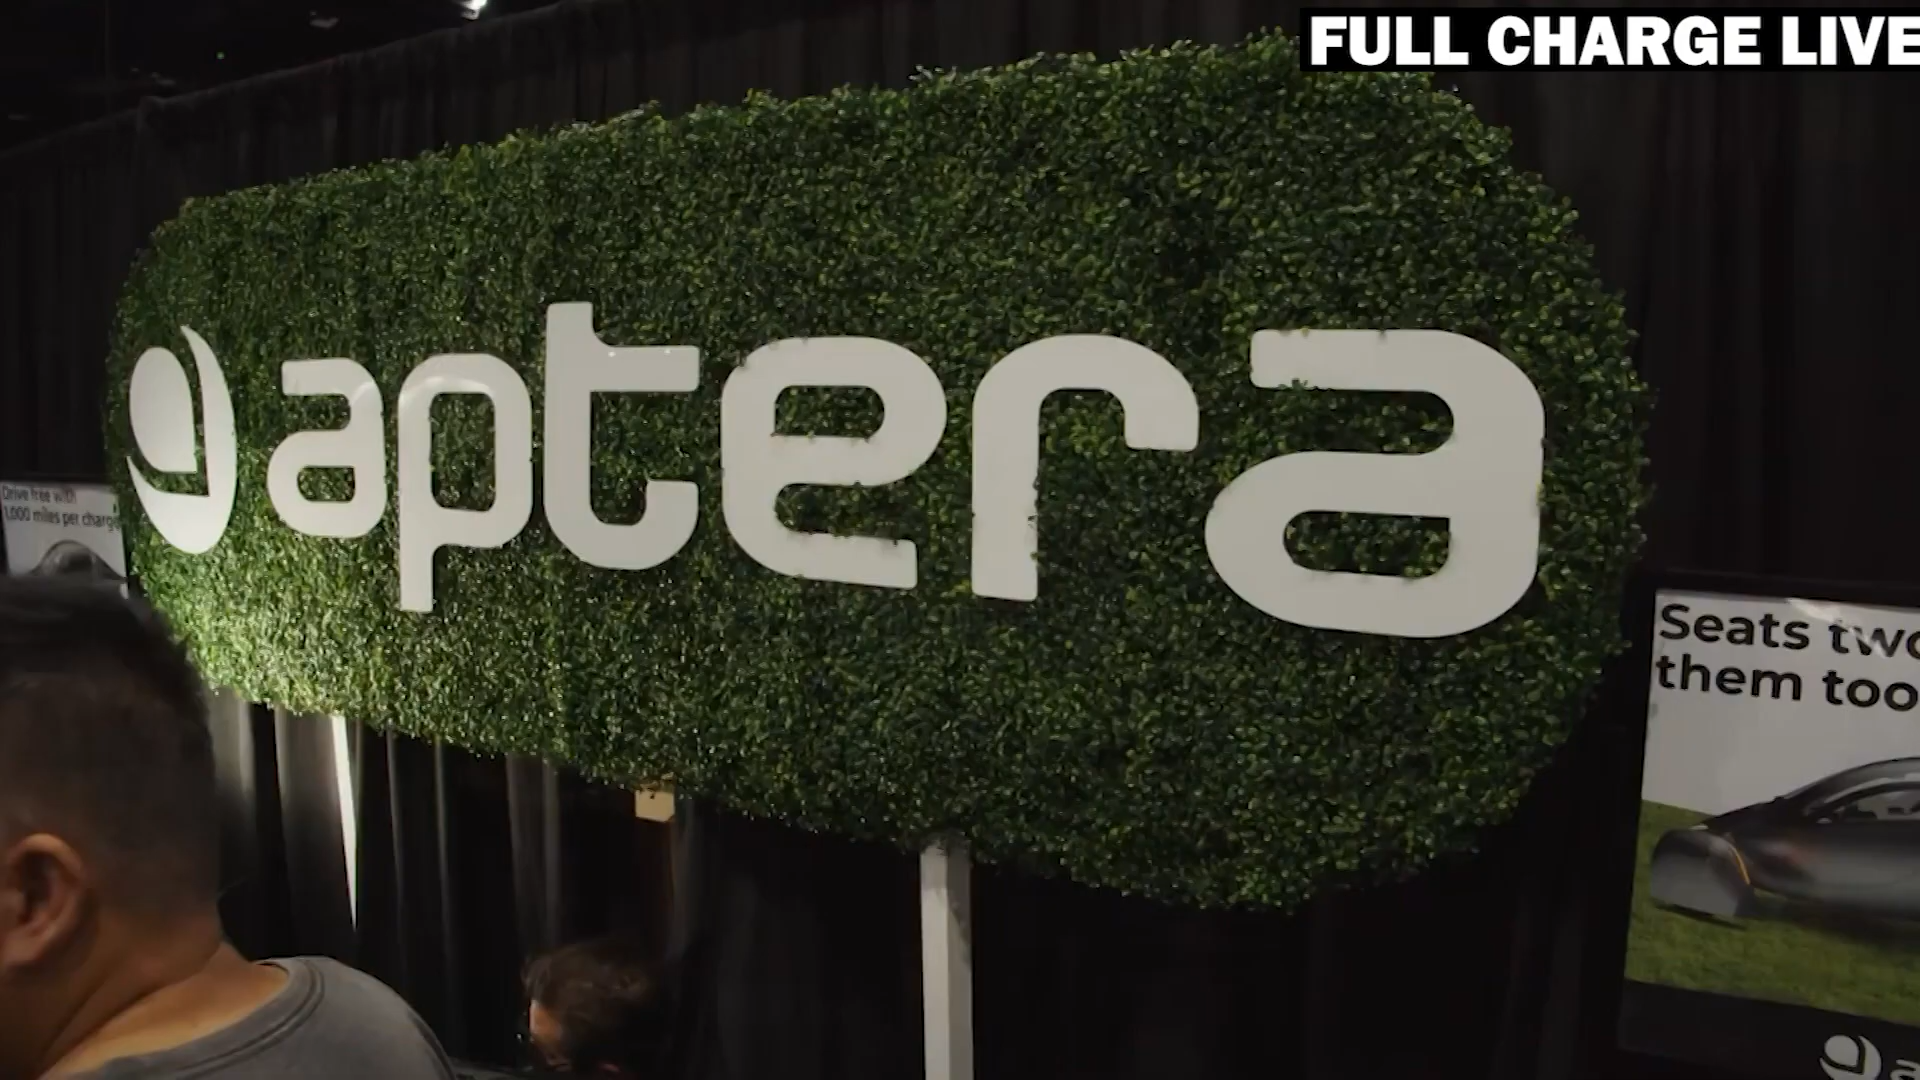 FULL CHARGE LIVE
aptera
Drive free with
1,000 miles per charge
Seats two
them too